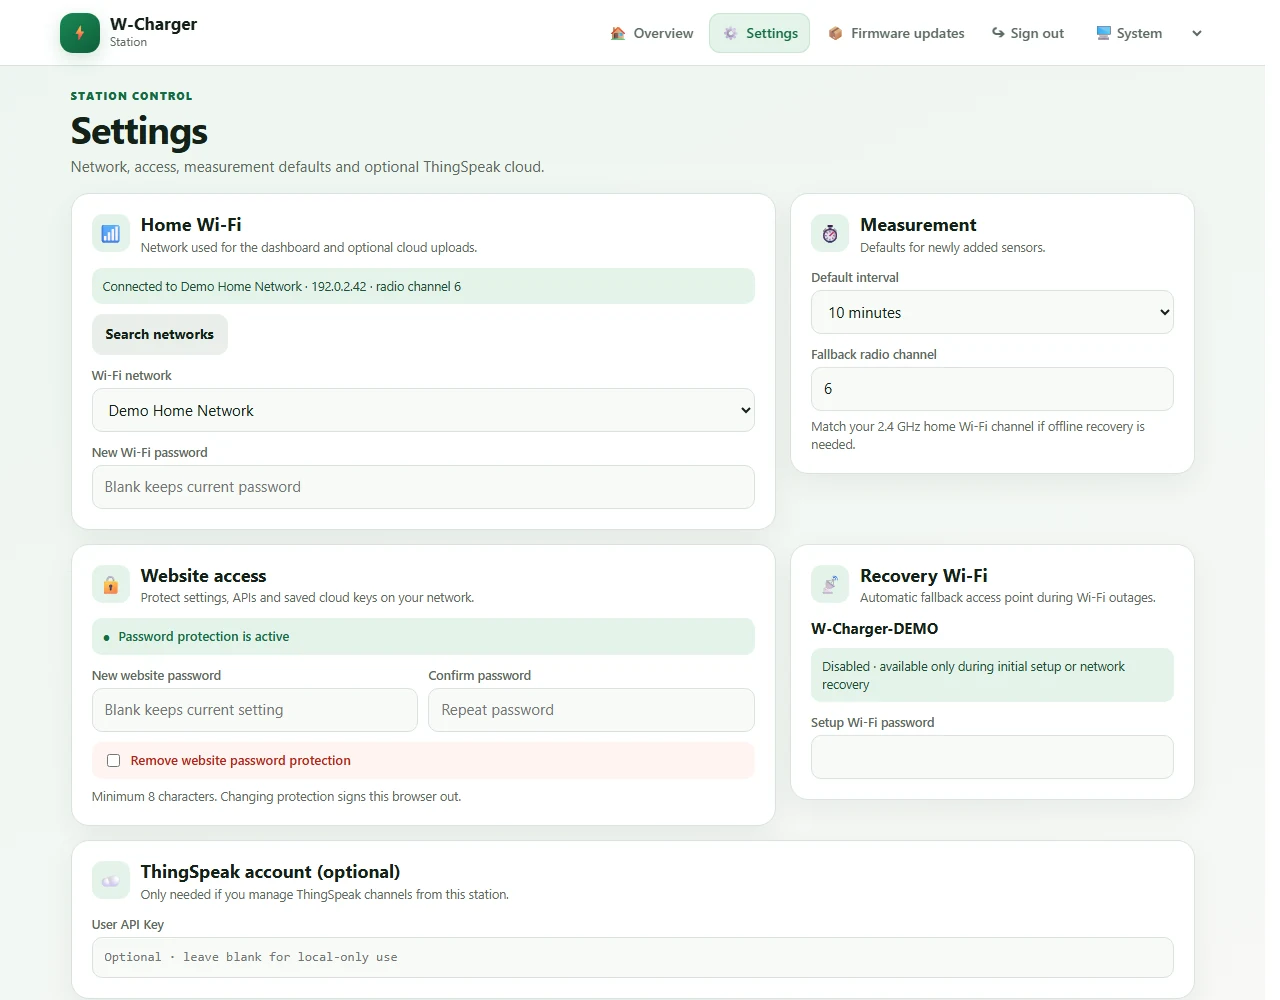 W-Charger
Station
Overview
Settings
Firmware updates
Sign out
System
STATION CONTROL
Settings
Network, access, measurement defaults and optional ThingSpeak cloud.
Home Wi-Fi
Network used for the dashboard and optional cloud uploads.
Connected to Demo Home Network · 192.0.2.42 · radio channel 6
Search networks
Wi-Fi network
Demo Home Network
New Wi-Fi password
Blank keeps current password
Measurement
Defaults for newly added sensors.
Default interval
10 minutes
Fallback radio channel
6
Match your 2.4 GHz home Wi-Fi channel if offline recovery is
needed.
Website access
Protect settings, APIs and saved cloud keys on your network.
● Password protection is active
New website password
Blank keeps current setting
Confirm password
Repeat password
Remove website password protection
Minimum 8 characters. Changing protection signs this browser out.
Recovery Wi-Fi
Automatic fallback access point during Wi-Fi outages.
W-Charger-DEMO
Disabled · available only during initial setup or network
recovery
Setup Wi-Fi password
ThingSpeak account (optional)
Only needed if you manage ThingSpeak channels from this station.
User API Key
Optional · leave blank for local-only use